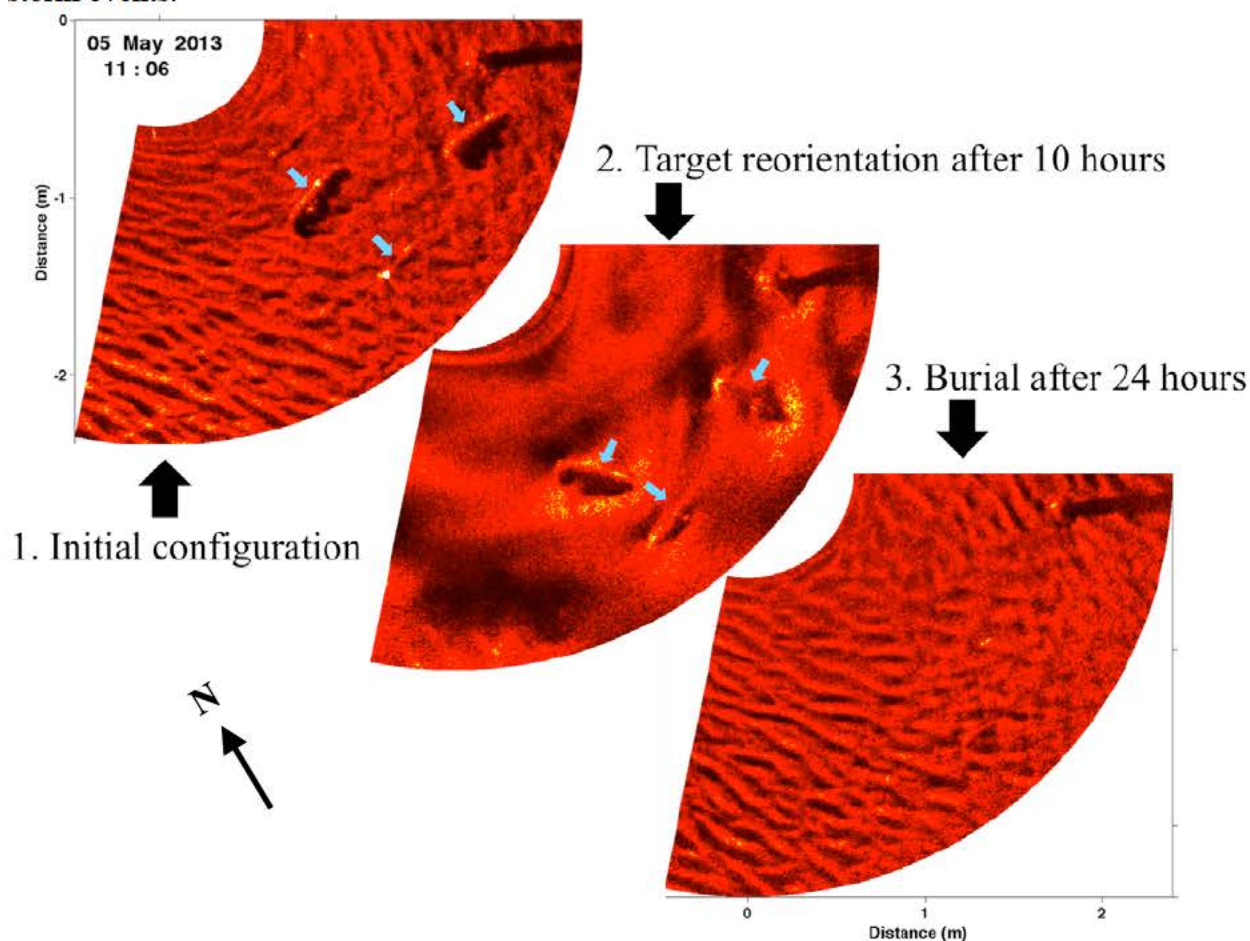 05 May 2013
11 : 06
0
-1
-2
Distance (m)
2. Target reorientation after 10 hours
3. Burial after 24 hours
1. Initial configuration
N
0
1
2
Distance (m)